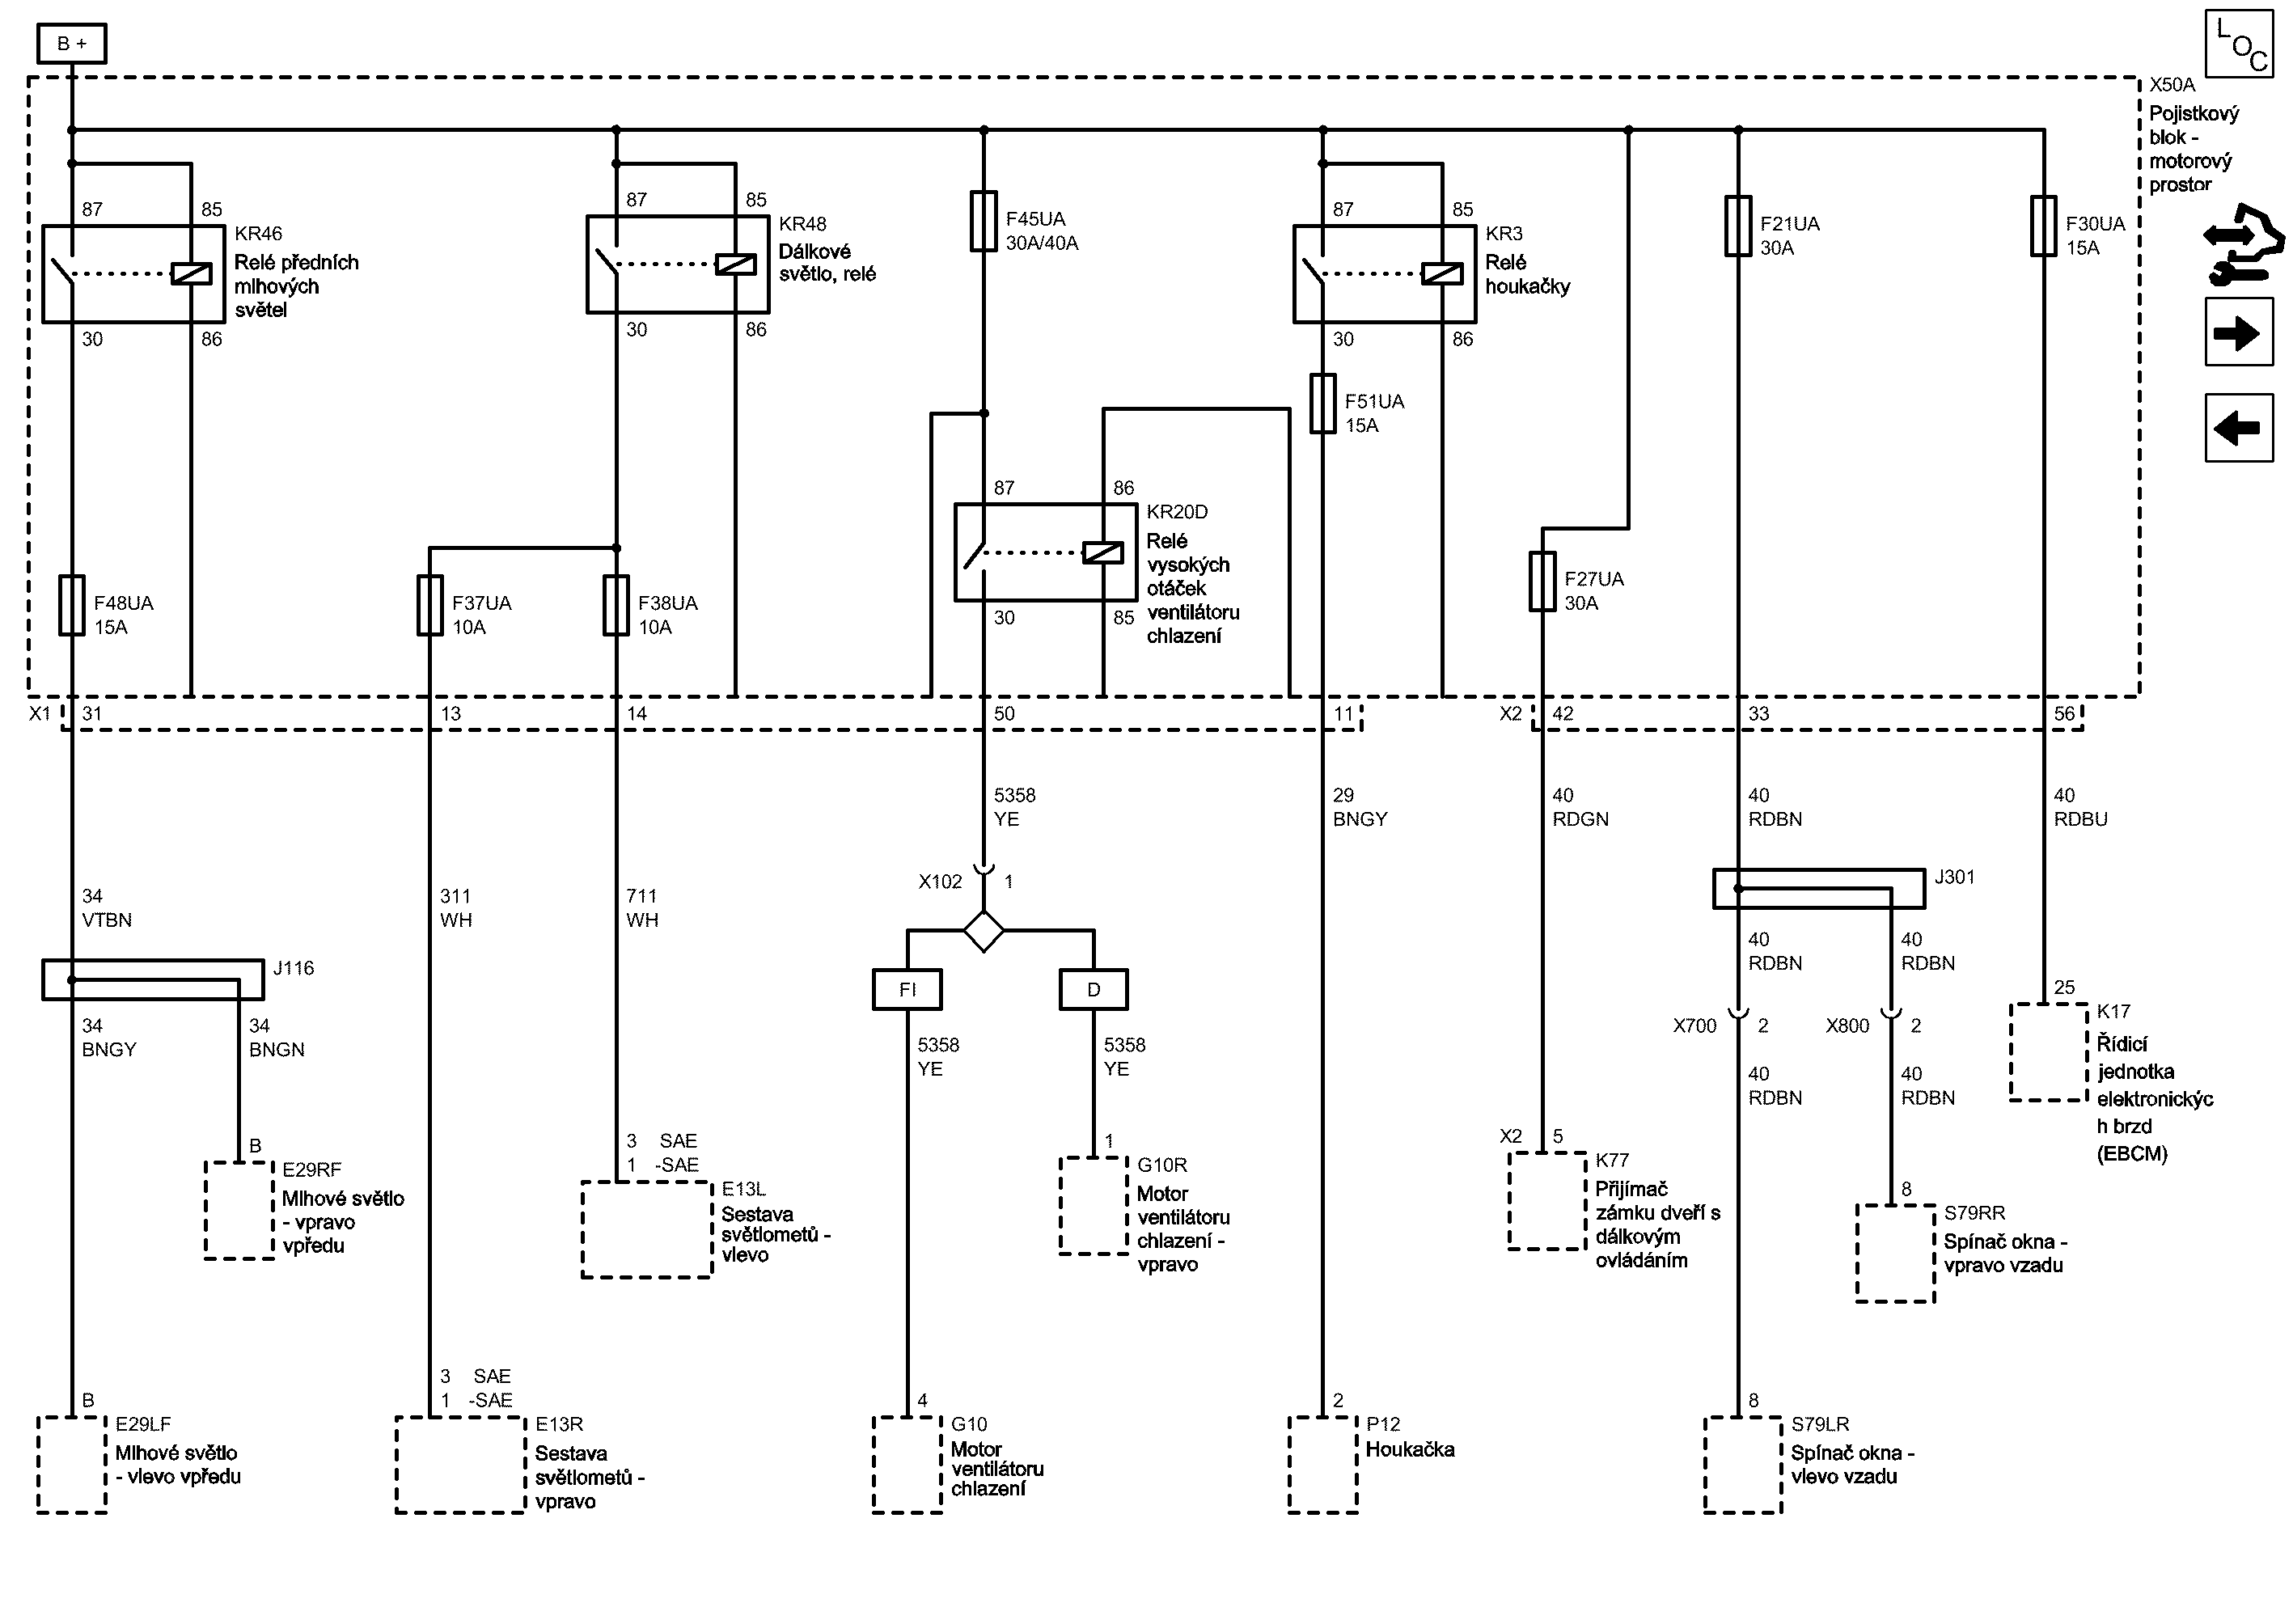 B +
L
O
C
X50A
Pojistkový
blok -
motorový
prostor
87
85
KR46
Relé předních
mlhových
světel
30
86
87
85
KR48
Dálkové
světlo, relé
30
86
F45UA
30A/40A
87
85
KR3
Relé
houkačky
30
86
F51UA
15A
F21UA
30A
F30UA
15A
87
86
KR20D
Relé
vysokých
otáček
ventilátoru
chlazení
30
85
F27UA
30A
F48UA
15A
F37UA
10A
F38UA
10A
X1
31
13
14
50
11
X2
42
33
56
5358
YE
29
BNGY
40
RDGN
40
RDBN
40
RDBU
34
VTBN
311
WH
711
WH
X102
1
J301
J116
40
RDBN
40
RDBN
FI
D
34
BNGY
34
BNGN
5358
YE
5358
YE
X700
2
X800
2
40
RDBN
40
RDBN
25
K17
Řídicí
jednotka
elektronickýc
h brzd
(EBCM)
B
E29RF
Mlhové světlo
- vpravo
vpředu
3 SAE
1 -SAE
E13L
Sestava
světlometů -
vlevo
1
G10R
Motor
ventilátoru
chlazení -
vpravo
X2
5
K77
Přijímač
zámku dveří s
dálkovým
ovládáním
8
S79RR
Spínač okna -
vpravo vzadu
B
E29LF
Mlhové světlo
- vlevo vpředu
3 SAE
1 -SAE
E13R
Sestava
světlometů -
vpravo
4
G10
Motor
ventilátoru
chlazení
2
P12
Houkačka
8
S79LR
Spínač okna -
vlevo vzadu